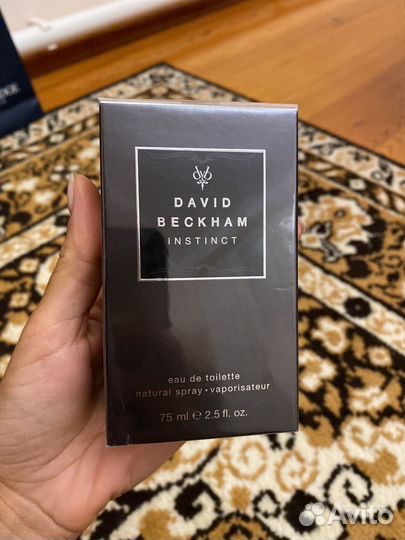 DAVID
BECKHAM
INSTINCT
eau de toilette
natural spray · vaporisateur
75 ml ℮ 2.5 fl. oz.
Avito